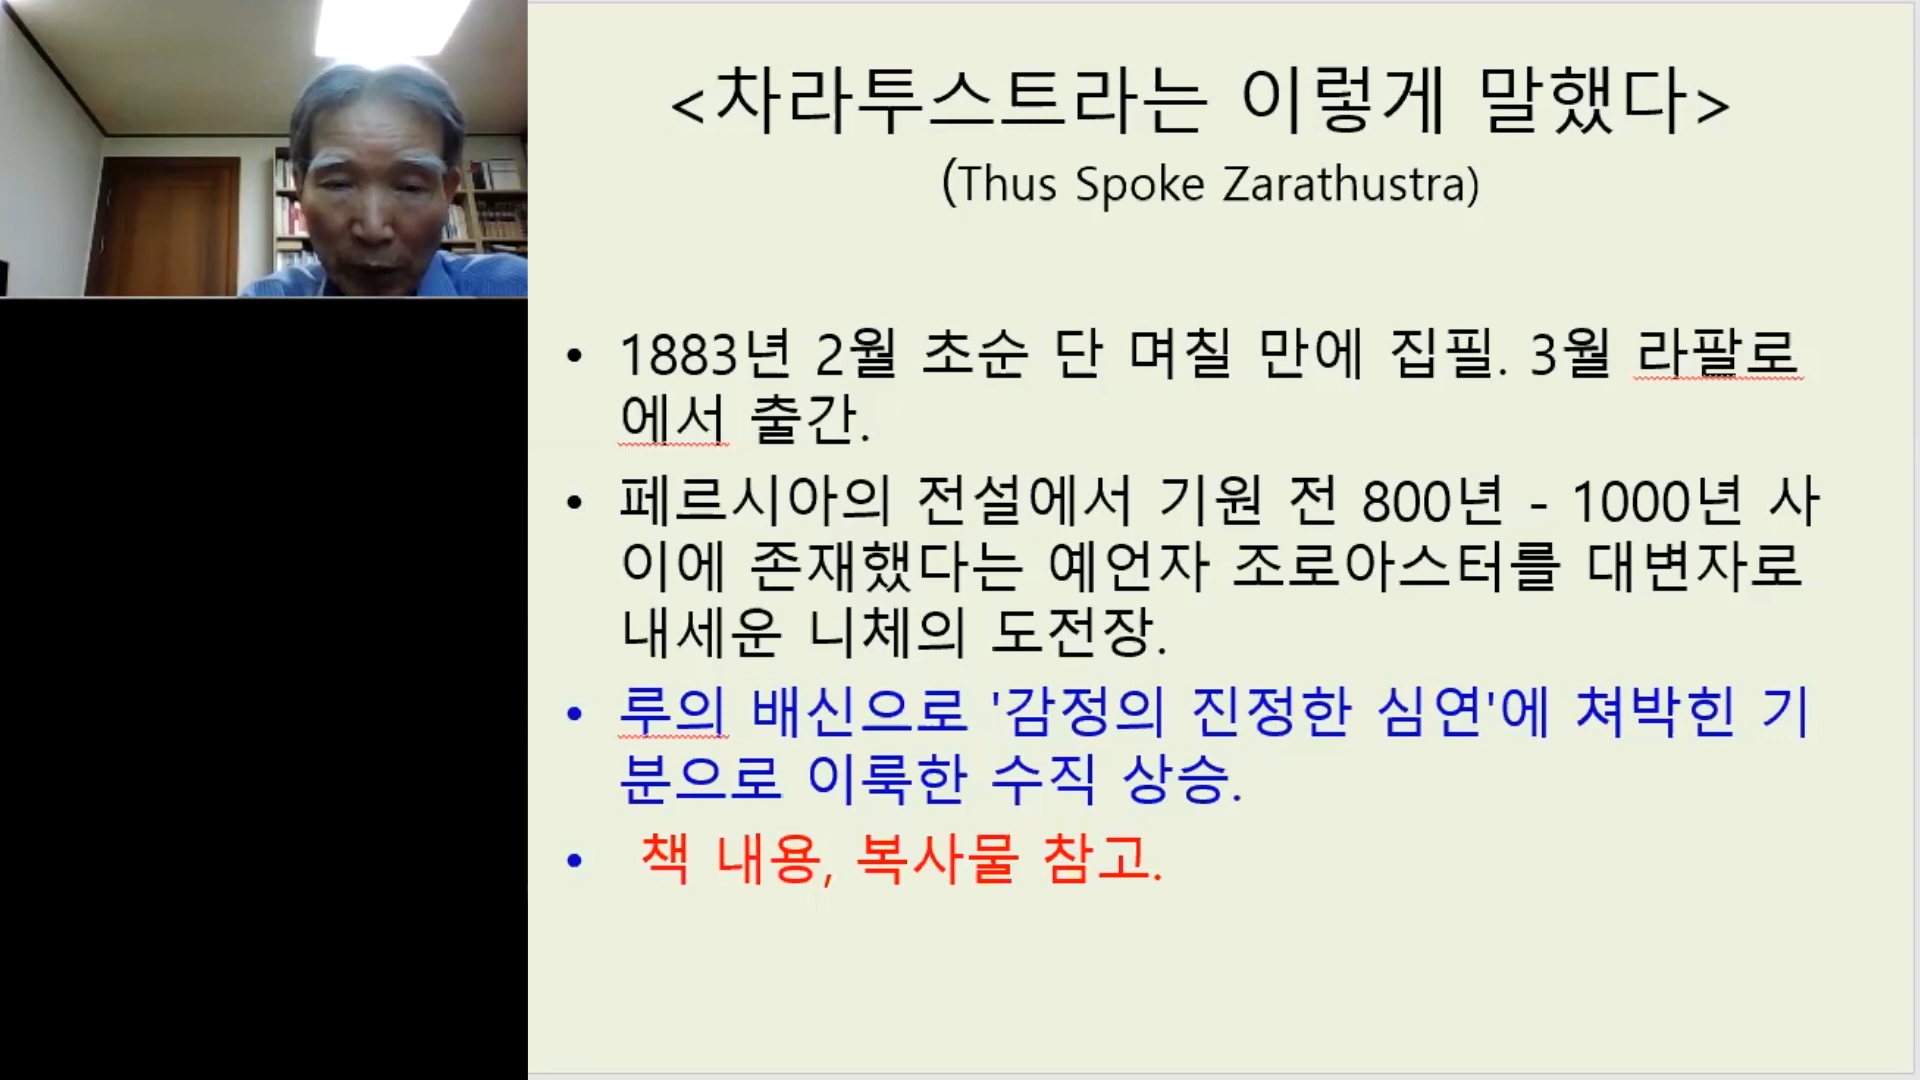 <차라투스트라는 이렇게 말했다>
(Thus Spoke Zarathustra)
• 1883년 2월 초순 단 며칠 만에 집필. 3월 라팔로
에서 출간.
• 페르시아의 전설에서 기원 전 800년 - 1000년 사
이에 존재했다는 예언자 조로아스터를 대변자로
내세운 니체의 도전장.
• 루의 배신으로 '감정의 진정한 심연'에 쳐박힌 기
분으로 이룩한 수직 상승.
• 책 내용, 복사물 참고.